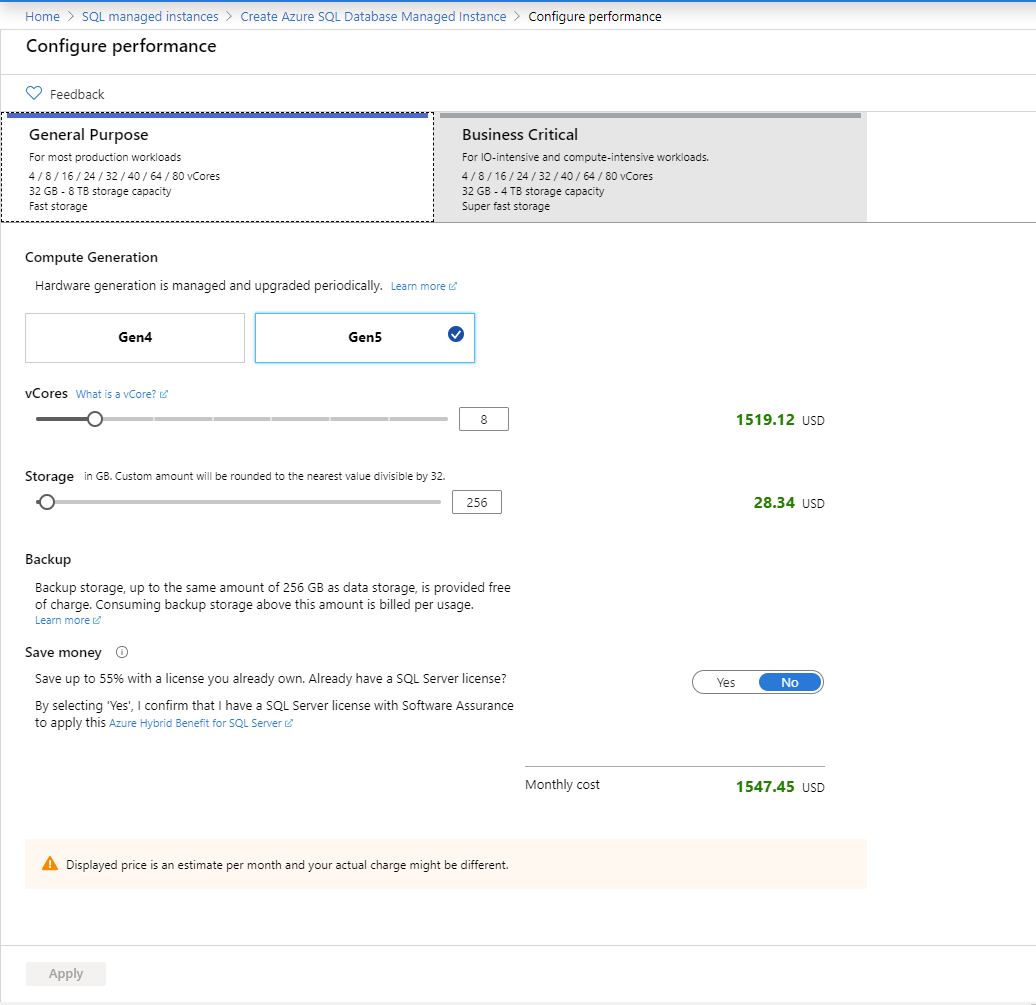 Home > SQL managed instances > Create Azure SQL Database Managed Instance > Configure performance
Configure performance
Feedback
General Purpose
For most production workloads
4 / 8 / 16 / 24 / 32 / 40 / 64 / 80 vCores
32 GB - 8 TB storage capacity
Fast storage
Business Critical
For IO-intensive and compute-intensive workloads.
4 / 8 / 16 / 24 / 32 / 40 / 64 / 80 vCores
32 GB - 4 TB storage capacity
Super fast storage
Compute Generation
Hardware generation is managed and upgraded periodically. Learn more
Gen4
Gen5
vCores What is a vCore?
8
1519.12 USD
Storage in GB. Custom amount will be rounded to the nearest value divisible by 32.
256
28.34 USD
Backup
Backup storage, up to the same amount of 256 GB as data storage, is provided free
of charge. Consuming backup storage above this amount is billed per usage.
Learn more
Save money
Save up to 55% with a license you already own. Already have a SQL Server license?
Yes No
By selecting 'Yes', I confirm that I have a SQL Server license with Software Assurance
to apply this Azure Hybrid Benefit for SQL Server
Monthly cost 1547.45 USD
Displayed price is an estimate per month and your actual charge might be different.
Apply